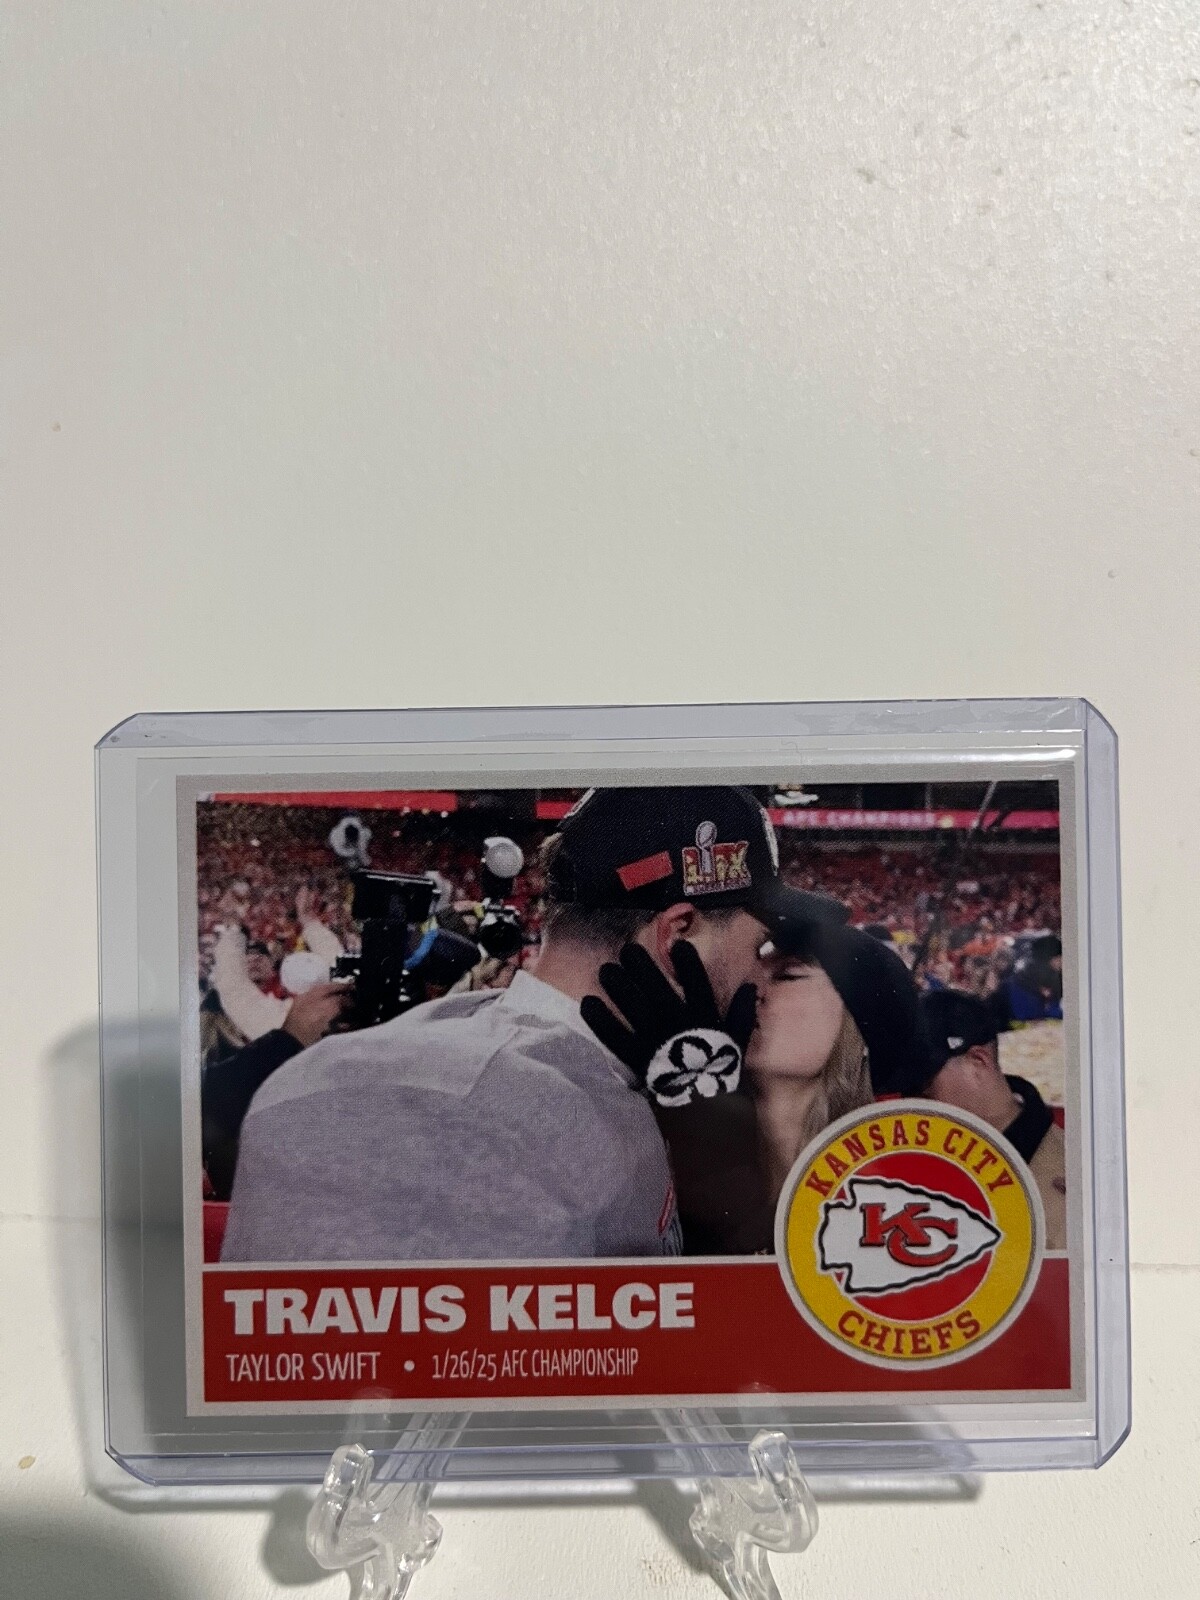 AFC CHAMPIONS
LIX
KANSAS CITY
KC
CHIEFS
TRAVIS KELCE
TAYLOR SWIFT • 1/26/25 AFC CHAMPIONSHIP